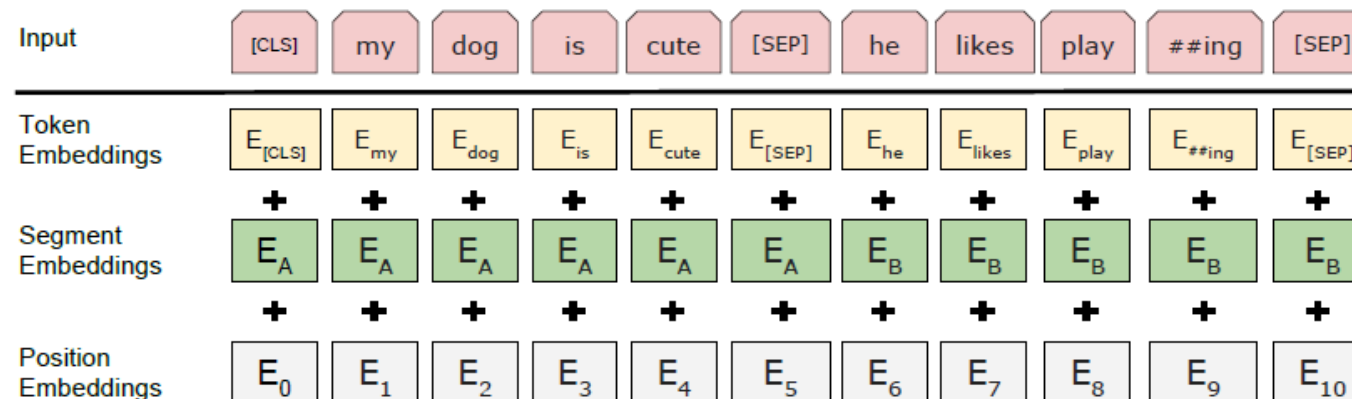 Input [CLS] my dog is cute [SEP] he likes play ##ing [SEP]
Token Embeddings E[CLS] Emy Edog Eis Ecute E[SEP] Ehe Elikes Eplay E##ing E[SEP]
+ + + + + + + + + + +
Segment Embeddings EA EA EA EA EA EA EB EB EB EB EB
+ + + + + + + + + + +
Position Embeddings E0 E1 E2 E3 E4 E5 E6 E7 E8 E9 E10